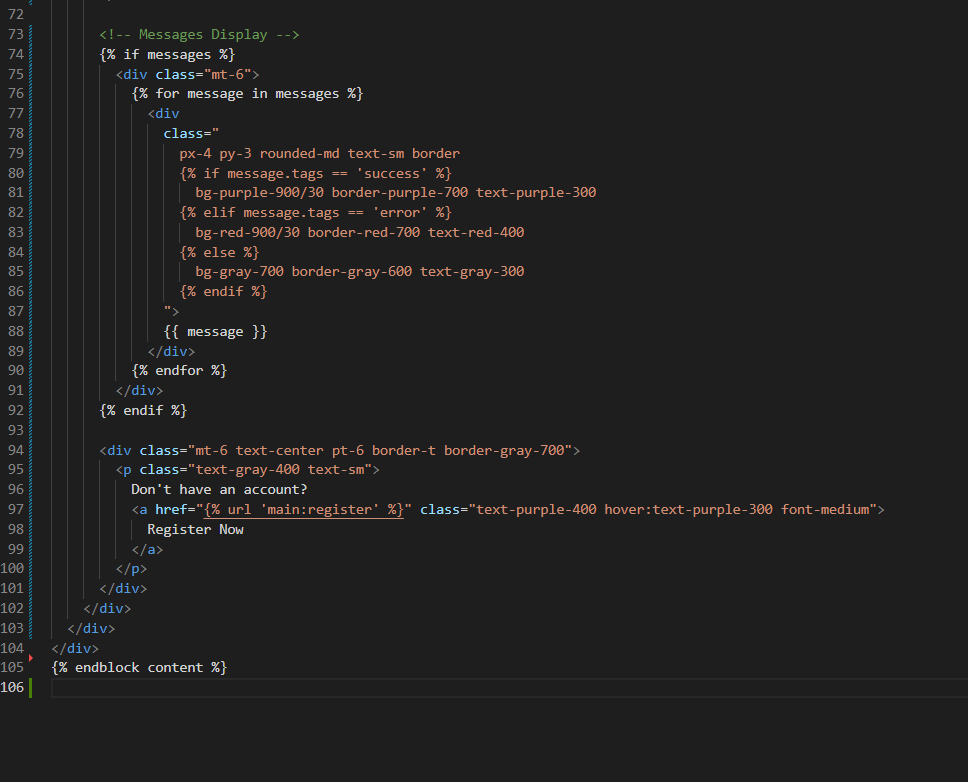 72
73 <!-- Messages Display -->
74 {% if messages %}
75 <div class="mt-6">
76 {% for message in messages %}
77 <div
78 class="
79 px-4 py-3 rounded-md text-sm border
80 {% if message.tags == 'success' %}
81 bg-purple-900/30 border-purple-700 text-purple-300
82 {% elif message.tags == 'error' %}
83 bg-red-900/30 border-red-700 text-red-400
84 {% else %}
85 bg-gray-700 border-gray-600 text-gray-300
86 {% endif %}
87 ">
88 {{ message }}
89 </div>
90 {% endfor %}
91 </div>
92 {% endif %}
93
94 <div class="mt-6 text-center pt-6 border-t border-gray-700">
95 <p class="text-gray-400 text-sm">
96 Don't have an account?
97 <a href="{% url 'main:register' %}" class="text-purple-400 hover:text-purple-300 font-medium">
98 Register Now
99 </a>
100 </p>
101 </div>
102 </div>
103 </div>
104 </div>
105 {% endblock content %}
106